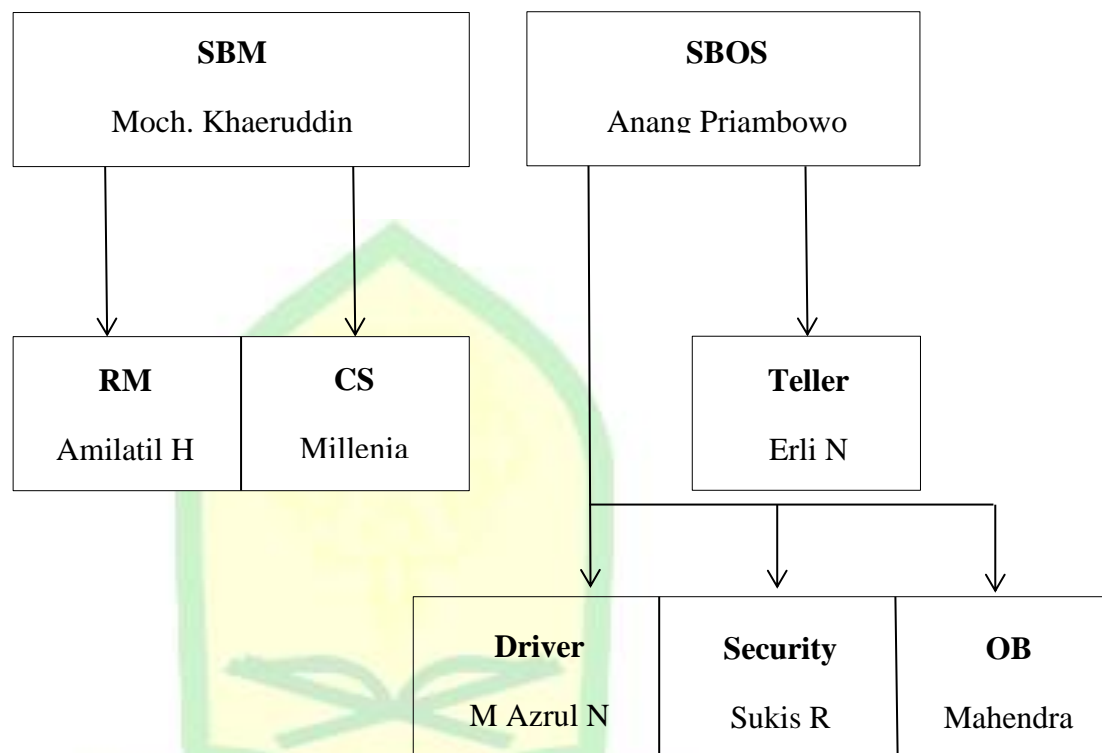 SBM
Moch. Khaeruddin
SBOS
Anang Priambowo
RM
Amilatil H
CS
Millenia
Teller
Erli N
Driver
M Azrul N
Security
Sukis R
OB
Mahendra